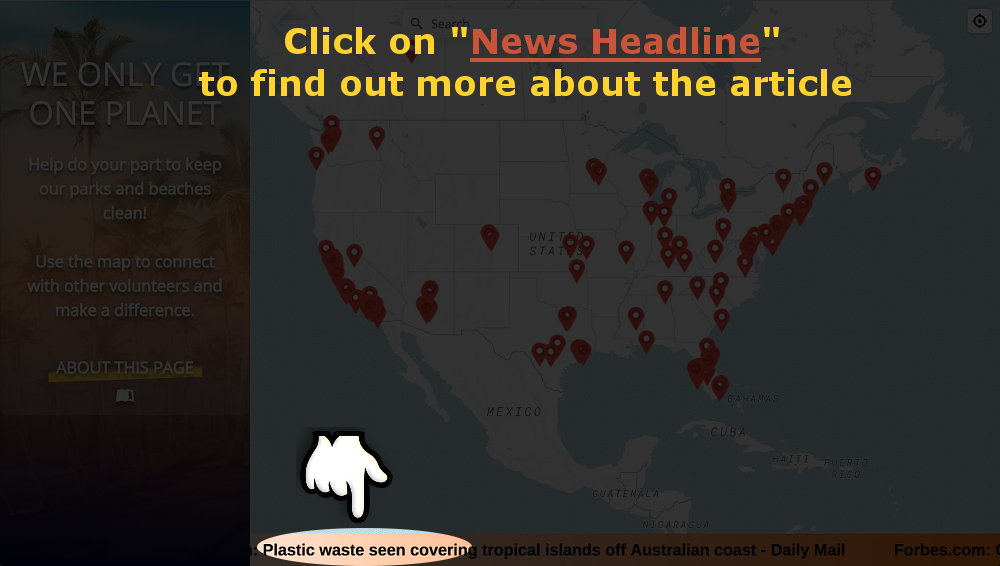 Search
Click on "News Headline"
to find out more about the article
WE ONLY GET
ONE PLANET
Help do your part to keep
our parks and beaches
clean!
Use the map to connect
with other volunteers and
make a difference.
ABOUT THIS PAGE
UNITED
STATES
MEXICO
BAHAMAS
CUBA
HAITI
PUERTO
RICO
GUATEMALA
NICARAGUA
: Plastic waste seen covering tropical islands off Australian coast - Daily Mail
Forbes.com: